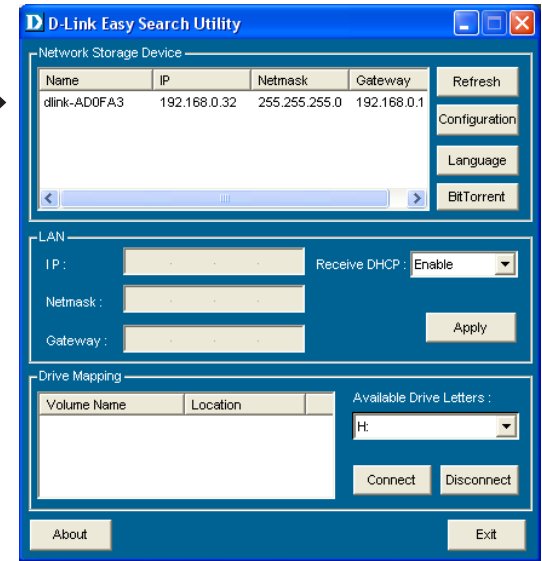 D D-Link Easy Search Utility
Network Storage Device
Name IP Netmask Gateway
dlink-AD0FA3 192.168.0.32 255.255.255.0 192.168.0.1
Refresh
Configuration
Language
BitTorrent
LAN
IP :
Receive DHCP : Enable
Netmask :
Gateway :
Apply
Drive Mapping
Volume Name Location
Available Drive Letters :
H:
Connect Disconnect
About Exit